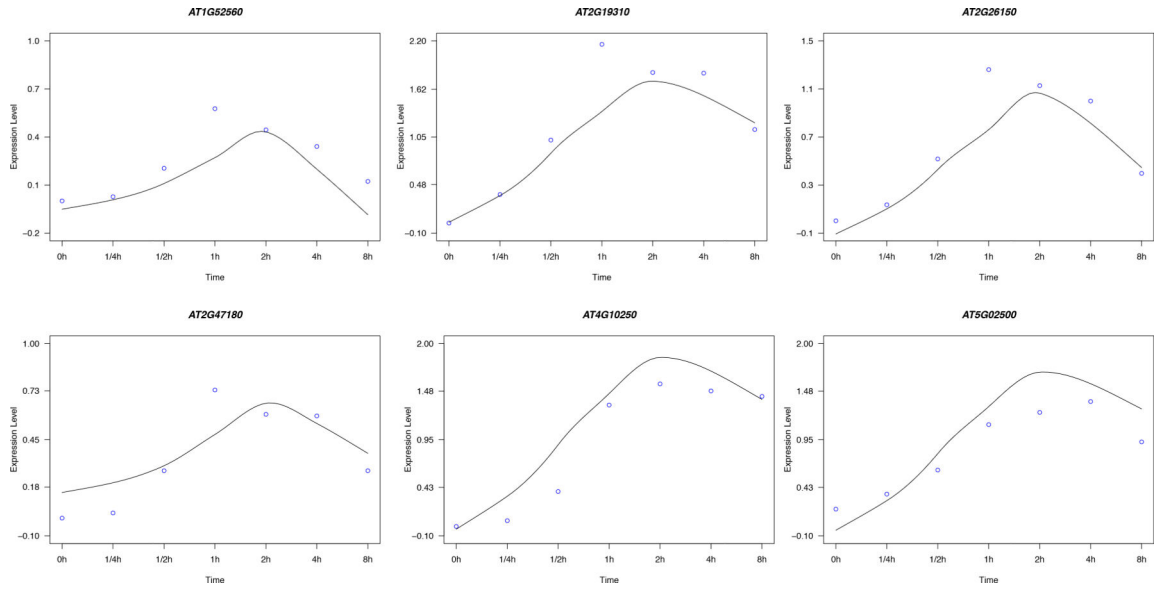 AT1G52560
1.0
0.7
0.4
0.1
−0.2
Expression Level
0h 1/4h 1/2h 1h 2h 4h 8h
Time
AT2G19310
2.20
1.62
1.05
0.48
−0.10
Expression Level
0h 1/4h 1/2h 1h 2h 4h 8h
Time
AT2G26150
1.5
1.1
0.7
0.3
−0.1
Expression Level
0h 1/4h 1/2h 1h 2h 4h 8h
Time
AT2G47180
1.00
0.73
0.45
0.18
−0.10
Expression Level
0h 1/4h 1/2h 1h 2h 4h 8h
Time
AT4G10250
2.00
1.48
0.95
0.43
−0.10
Expression Level
0h 1/4h 1/2h 1h 2h 4h 8h
Time
AT5G02500
2.00
1.48
0.95
0.43
−0.10
Expression Level
0h 1/4h 1/2h 1h 2h 4h 8h
Time